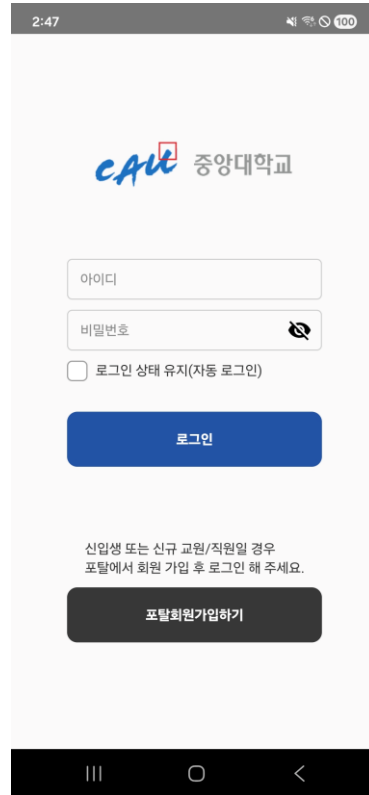 2:47
100
CAU 중앙대학교
아이디
비밀번호
로그인 상태 유지(자동 로그인)
로그인
신입생 또는 신규 교원/직원일 경우
포탈에서 회원 가입 후 로그인 해 주세요.
포탈회원가입하기